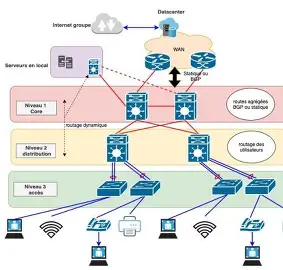 Datacenter
Internet groupe
WAN
Serveurs en local
Statique ou
BGP
Niveau 1
Core
routes agrégées
BGP ou statique
routage dynamique
Niveau 2
distribution
routage des
utilisateurs
Niveau 3
accès